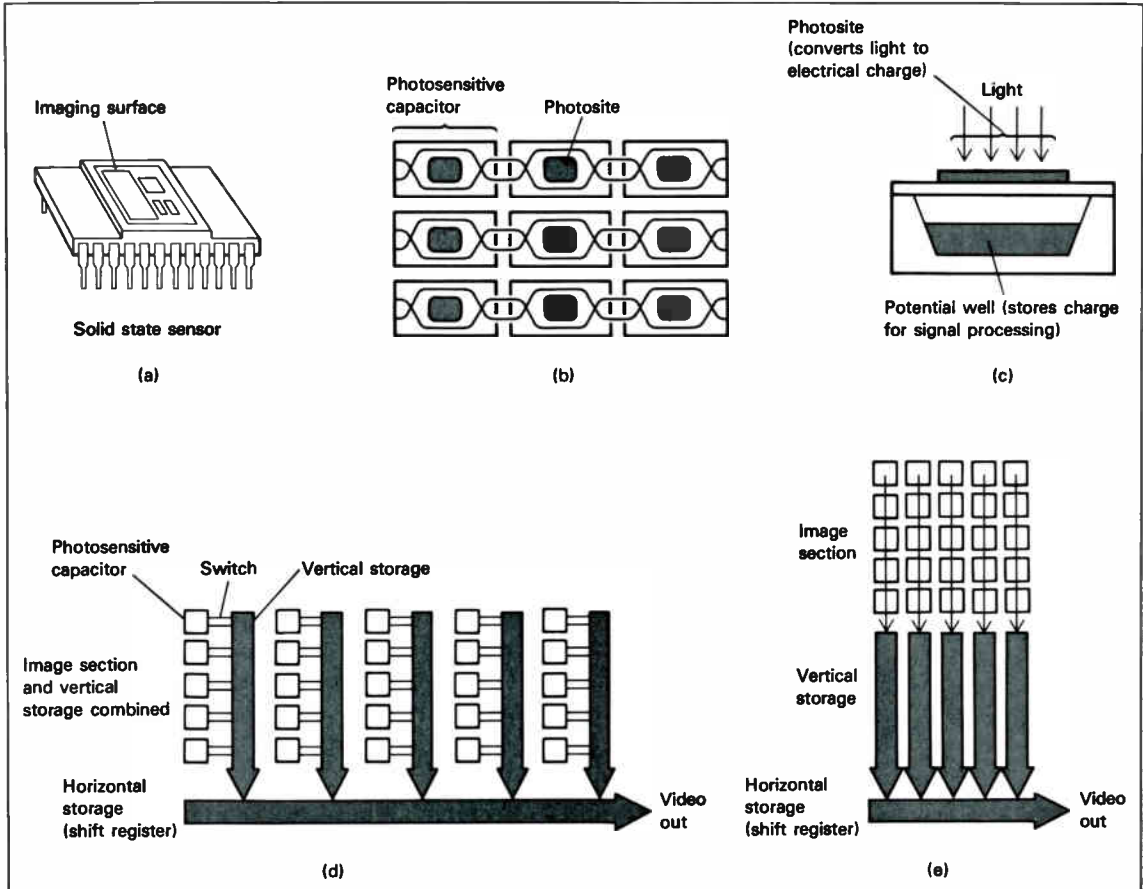 Imaging surface
Solid state sensor
(a)
Photosensitive
capacitor
Photosite
(b)
Photosite
(converts light to
electrical charge)
Light
Potential well (stores charge
for signal processing)
(c)
Photosensitive
capacitor
Switch
Vertical storage
Image section
and vertical
storage combined
Horizontal
storage
(shift register)
Video
out
(d)
Image
section
Vertical
storage
Horizontal
storage
(shift register)
Video
out
(e)